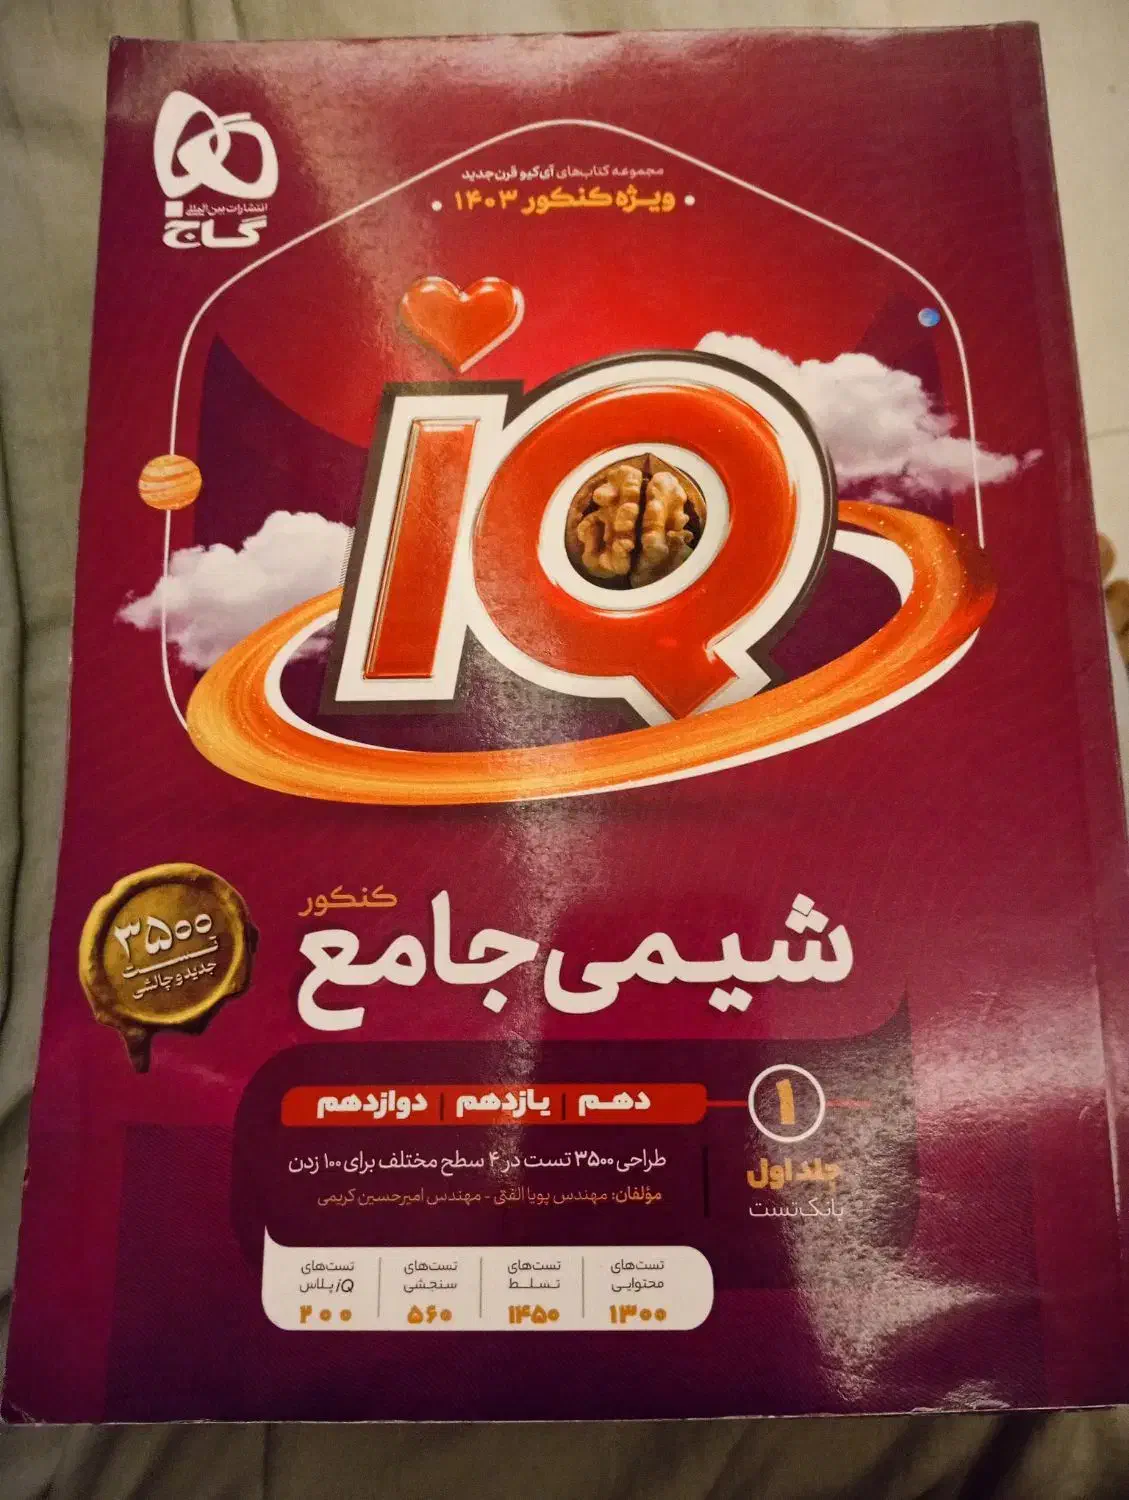 انتشارات بین‌المللی
گاج
مجموعه کتاب‌های آی‌کیو قرن جدید
• ویژه کنکور ۱۴۰۳ •
iQ
کنکور
شیمی جامع
۳۵۰۰
تست
جدید و چالشی
۱
جلد اول
بانک تست
دهم | یازدهم | دوازدهم
طراحی ۳۵۰۰ تست در ۴ سطح مختلف برای ۱۰۰ زدن
مؤلفان: مهندس پویا الفتی - مهندس امیرحسین کریمی
تست‌های محتوایی ۱۳۰۰
تست‌های تسلط ۱۴۵۰
تست‌های سنجشی ۵۶۰
تست‌های iQ پلاس ۲۰۰